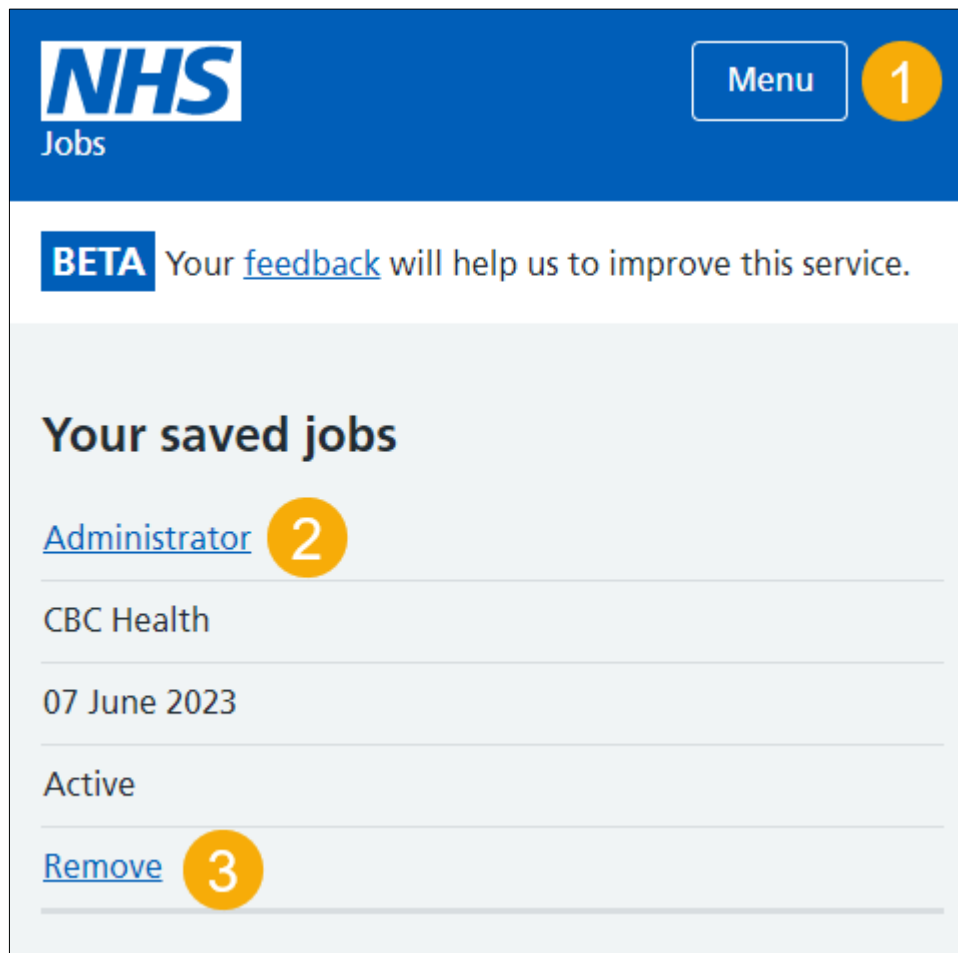 NHS
Jobs
Menu 1
BETA Your feedback will help us to improve this service.
Your saved jobs
Administrator 2
CBC Health
07 June 2023
Active
Remove 3